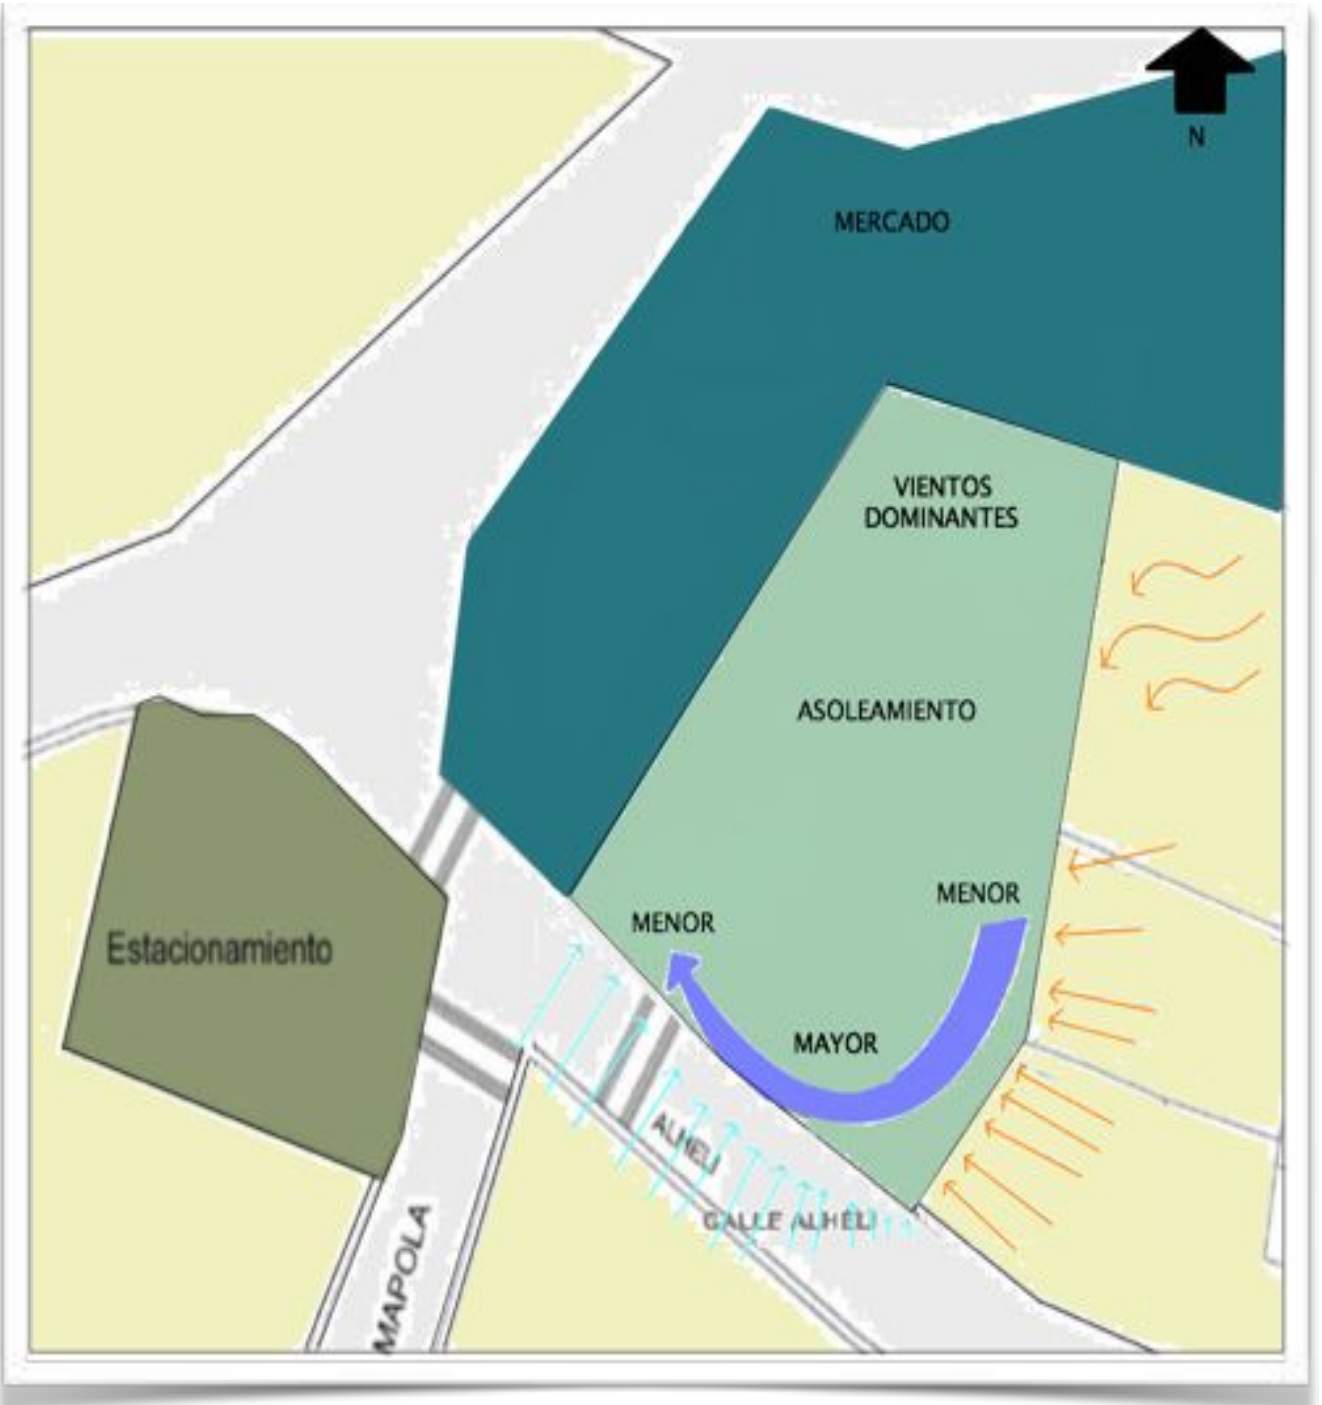 N
MERCADO
VIENTOS
DOMINANTES
ASOLEAMIENTO
MENOR
MENOR
Estacionamiento
MAYOR
ALHELI
CALLE ALHELI
MAPOLA